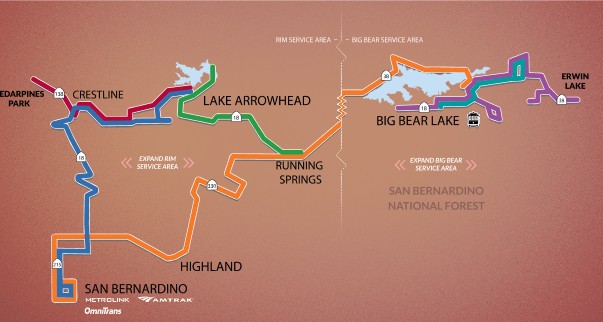 RIM SERVICE AREA
BIG BEAR SERVICE AREA
38
ERWIN
LAKE
38
EDARPINES
PARK
138
CRESTLINE
LAKE ARROWHEAD
18
BIG BEAR LAKE
18
18
EXPAND RIM
SERVICE AREA
RUNNING
SPRINGS
EXPAND BIG BEAR
SERVICE AREA
330
SAN BERNARDINO
NATIONAL FOREST
HIGHLAND
215
SAN BERNARDINO
METROLINK
AMTRAK
OmniTrans